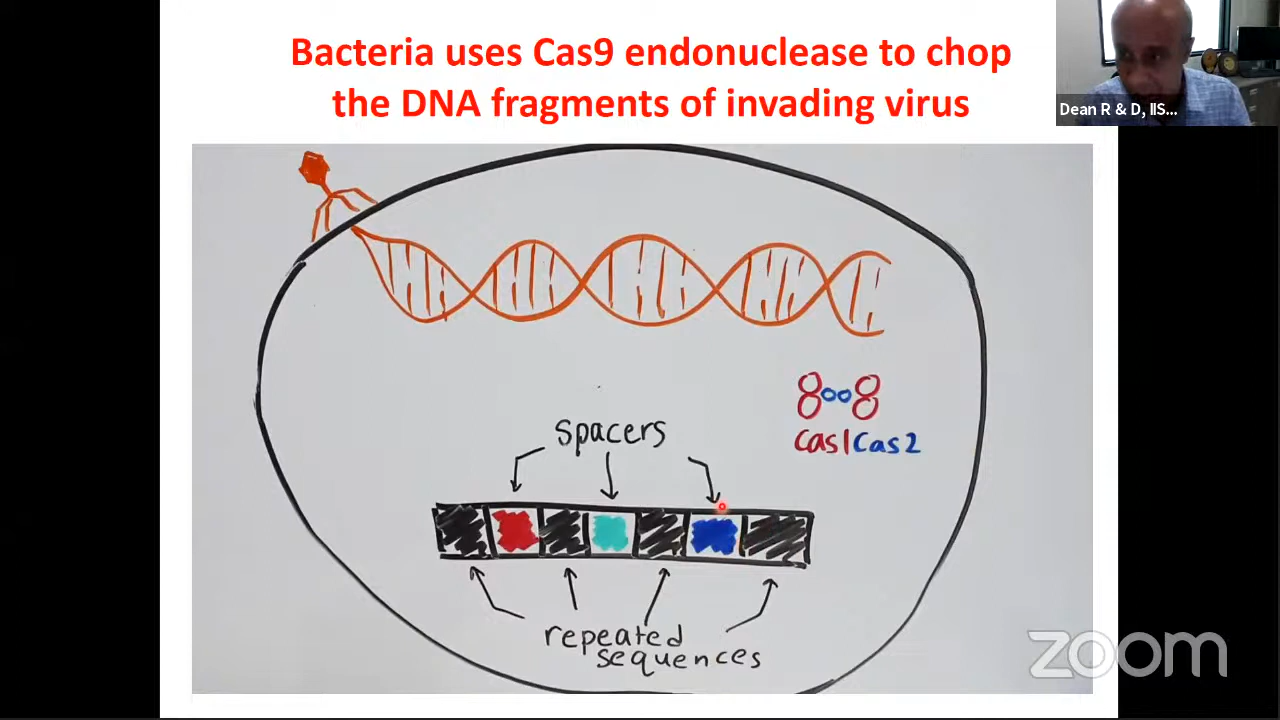 Bacteria uses Cas9 endonuclease to chop
the DNA fragments of invading virus
Dean R & D, IIS...
Cas1 Cas2
spacers
repeated
sequences
zoom